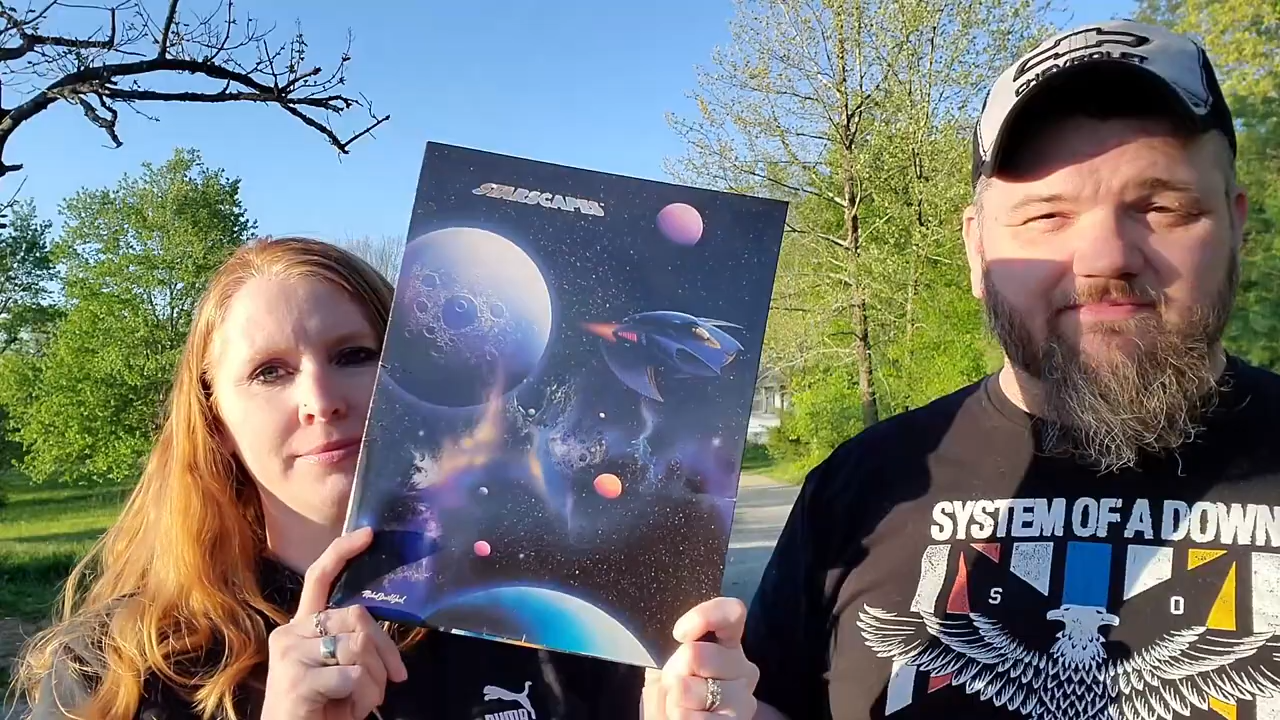 CHEVROLET
STARSCAPES
SYSTEM OF A DOWN
S O
PUMA